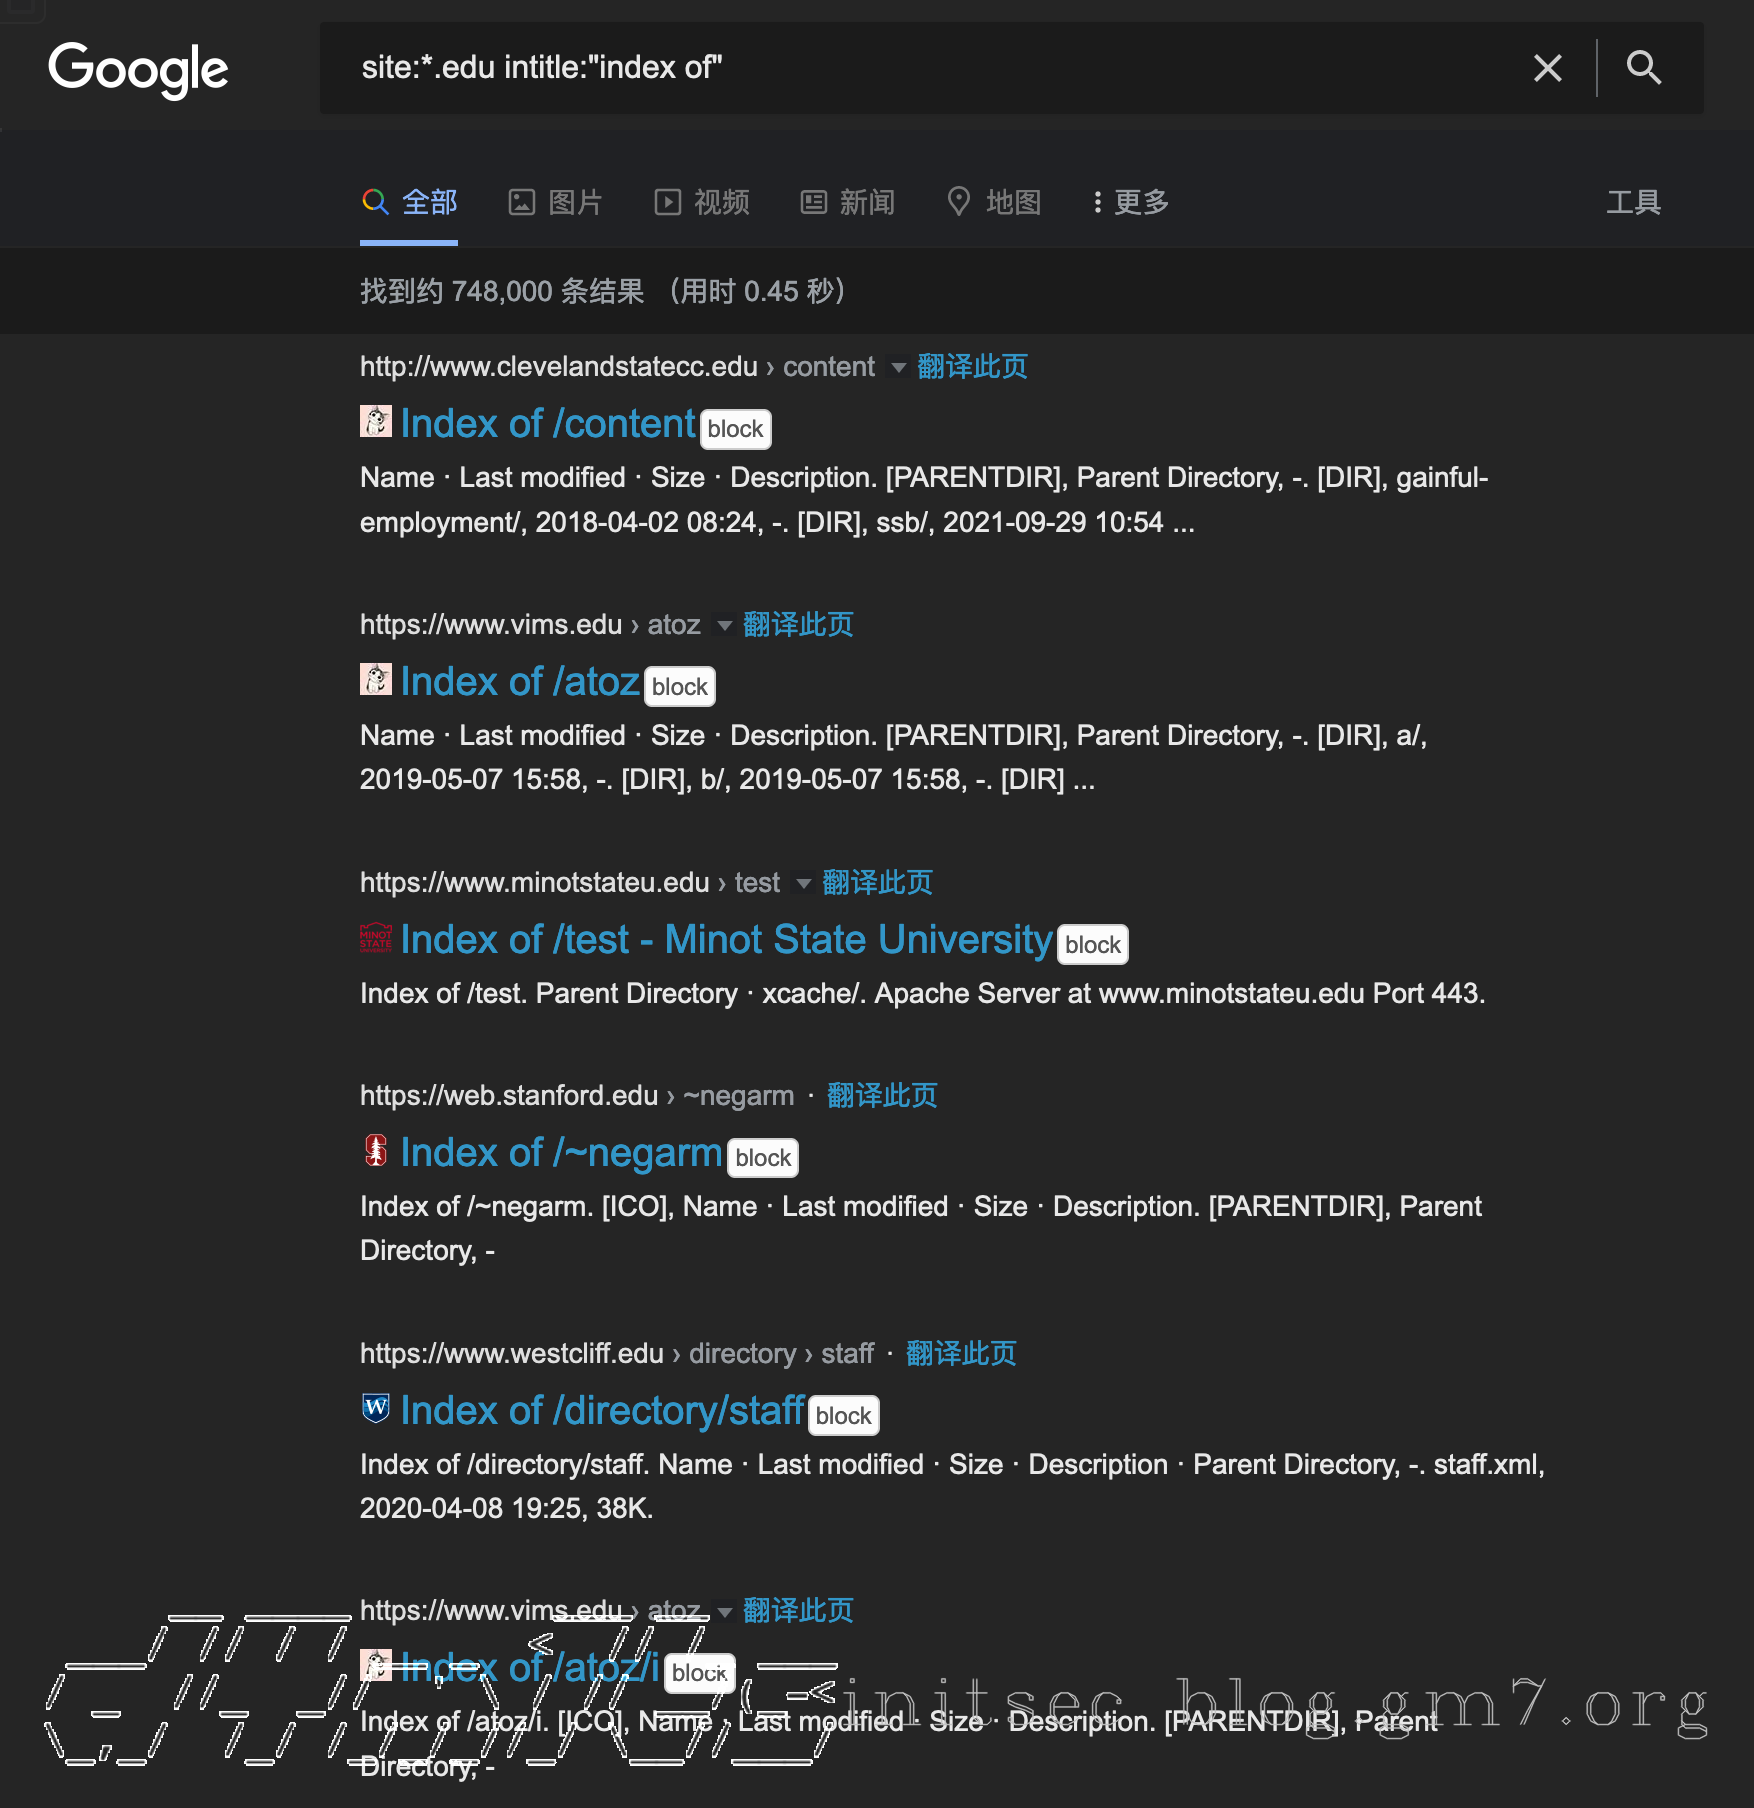 Google
site:*.edu intitle:"index of"
全部 图片 视频 新闻 地图 更多 工具
找到约 748,000 条结果 （用时 0.45 秒）
http://www.clevelandstatecc.edu › content 翻译此页
Index of /content block
Name · Last modified · Size · Description. [PARENTDIR], Parent Directory, -. [DIR], gainful-
employment/, 2018-04-02 08:24, -. [DIR], ssb/, 2021-09-29 10:54 ...
https://www.vims.edu › atoz 翻译此页
Index of /atoz block
Name · Last modified · Size · Description. [PARENTDIR], Parent Directory, -. [DIR], a/,
2019-05-07 15:58, -. [DIR], b/, 2019-05-07 15:58, -. [DIR] ...
https://www.minotstateu.edu › test 翻译此页
MINOT STATE
Index of /test - Minot State University block
Index of /test. Parent Directory · xcache/. Apache Server at www.minotstateu.edu Port 443.
https://web.stanford.edu › ~negarm · 翻译此页
Index of /~negarm block
Index of /~negarm. [ICO], Name · Last modified · Size · Description. [PARENTDIR], Parent
Directory, -
https://www.westcliff.edu › directory › staff · 翻译此页
W Index of /directory/staff block
Index of /directory/staff. Name · Last modified · Size · Description · Parent Directory, -. staff.xml,
2020-04-08 19:25, 38K.
https://www.vims.edu › atoz 翻译此页
Index of /atoz/i block
initsec.blog.gm7.org
Index of /atoz/i. [ICO], Name · Last modified · Size · Description. [PARENTDIR], Parent
Directory, -